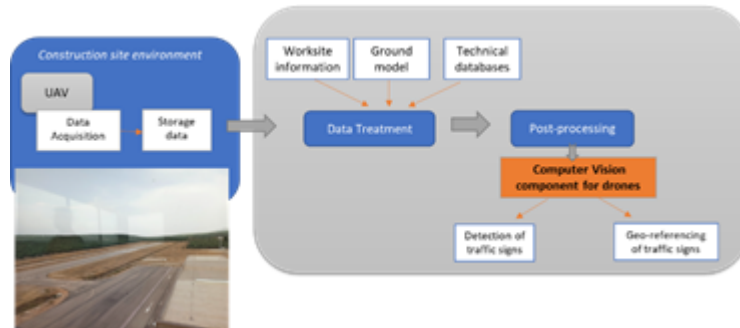 Construction site environment
UAV
Data
Acquisition
Storage
data
Worksite
information
Ground
model
Technical
databases
Data Treatment
Post-processing
Computer Vision
component for drones
Detection of
traffic signs
Geo-referencing
of traffic signs